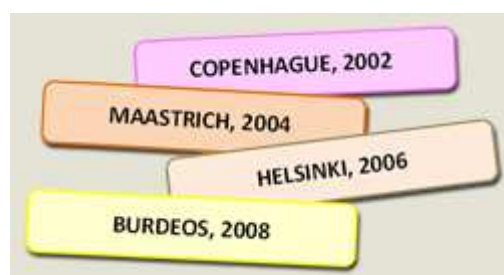 COPENHAGUE, 2002
MAASTRICH, 2004
HELSINKI, 2006
BURDEOS, 2008